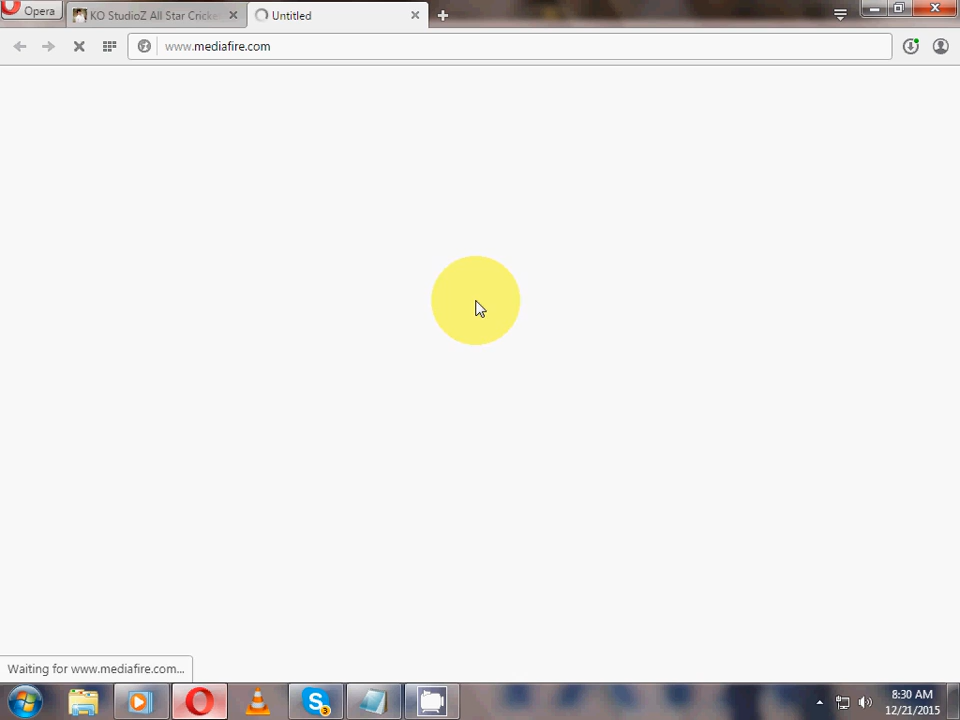 Opera
KO StudioZ All Star Cricke
Untitled
www.mediafire.com
Waiting for www.mediafire.com...
3
8:30 AM
12/21/2015